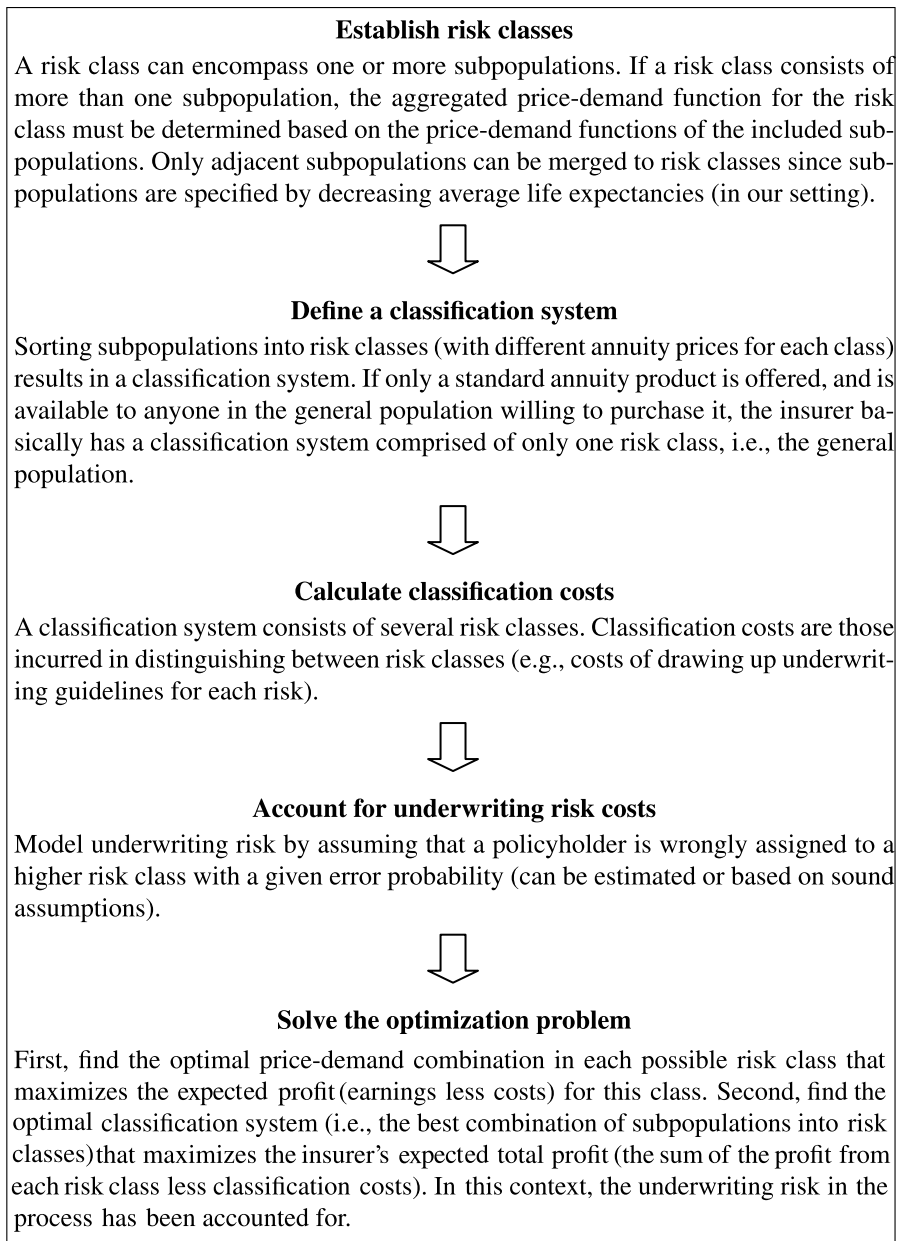 Establish risk classes
A risk class can encompass one or more subpopulations. If a risk class consists of
more than one subpopulation, the aggregated price-demand function for the risk
class must be determined based on the price-demand functions of the included sub-
populations. Only adjacent subpopulations can be merged to risk classes since sub-
populations are specified by decreasing average life expectancies (in our setting).
Define a classification system
Sorting subpopulations into risk classes (with different annuity prices for each class)
results in a classification system. If only a standard annuity product is offered, and is
available to anyone in the general population willing to purchase it, the insurer ba-
sically has a classification system comprised of only one risk class, i.e., the general
population.
Calculate classification costs
A classification system consists of several risk classes. Classification costs are those
incurred in distinguishing between risk classes (e.g., costs of drawing up underwrit-
ing guidelines for each risk).
Account for underwriting risk costs
Model underwriting risk by assuming that a policyholder is wrongly assigned to a
higher risk class with a given error probability (can be estimated or based on sound
assumptions).
Solve the optimization problem
First, find the optimal price-demand combination in each possible risk class that
maximizes the expected profit (earnings less costs) for this class. Second, find the
optimal classification system (i.e., the best combination of subpopulations into risk
classes) that maximizes the insurer's expected total profit (the sum of the profit from
each risk class less classification costs). In this context, the underwriting risk in the
process has been accounted for.